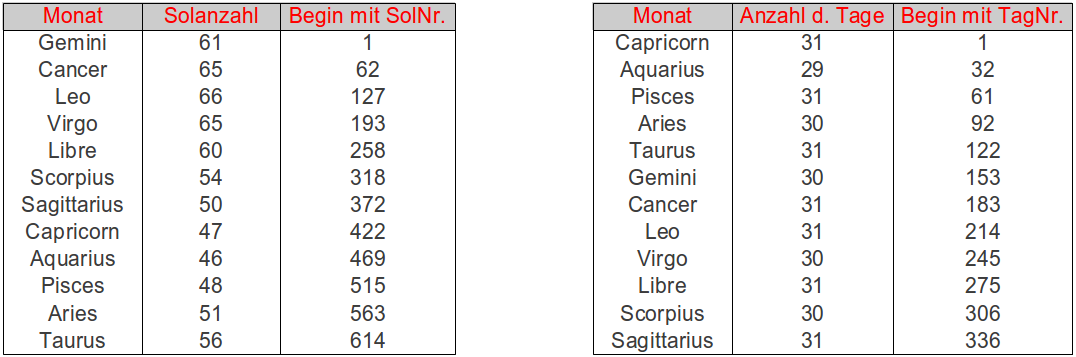 Monat Solanzahl Begin mit SolNr.
Gemini 61 1
Cancer 65 62
Leo 66 127
Virgo 65 193
Libre 60 258
Scorpius 54 318
Sagittarius 50 372
Capricorn 47 422
Aquarius 46 469
Pisces 48 515
Aries 51 563
Taurus 56 614
Monat Anzahl d. Tage Begin mit TagNr.
Capricorn 31 1
Aquarius 29 32
Pisces 31 61
Aries 30 92
Taurus 31 122
Gemini 30 153
Cancer 31 183
Leo 31 214
Virgo 30 245
Libre 31 275
Scorpius 30 306
Sagittarius 31 336